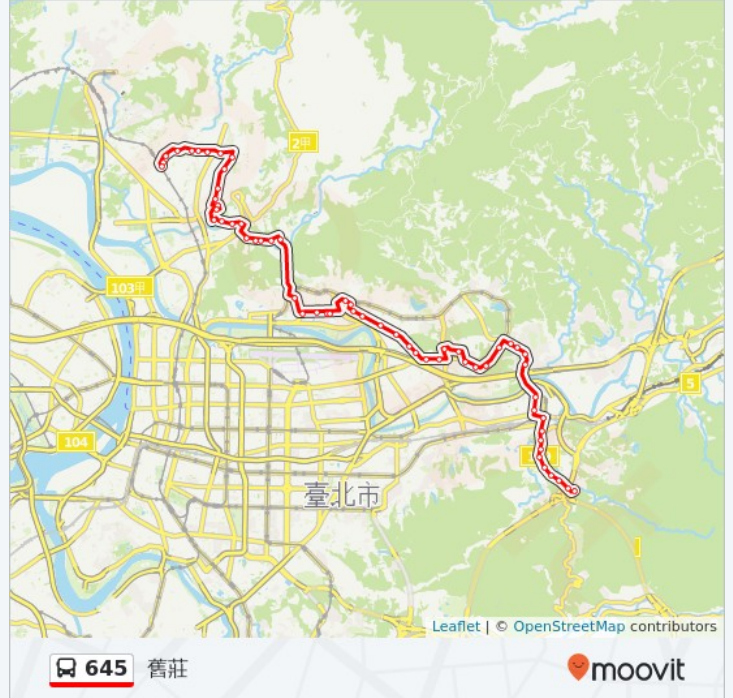 2甲
103甲
5
104
臺北市
Leaflet | © OpenStreetMap contributors
645 舊莊
moovit